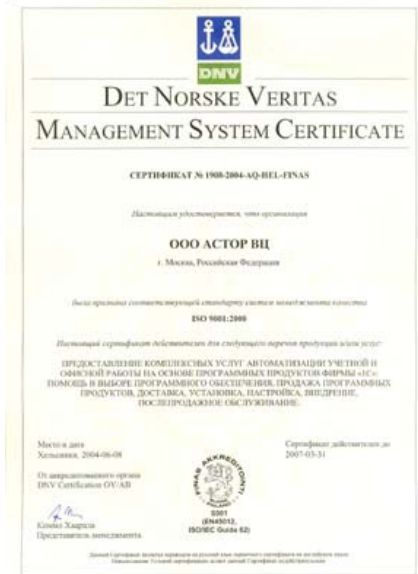 DNV
DET NORSKE VERITAS
MANAGEMENT SYSTEM CERTIFICATE
СЕРТИФИКАТ № 1908-2004-AQ-HEL-FINAS
Настоящим удостоверяется, что организация
ООО АСТОР ВЦ
г. Москва, Российская Федерация
была признана соответствующей стандарту систем менеджмента качества
ISO 9001:2000
Настоящий сертификат действителен для следующего перечня продукции и/или услуг:
ПРЕДОСТАВЛЕНИЕ КОМПЛЕКСНЫХ УСЛУГ АВТОМАТИЗАЦИИ УЧЕТНОЙ И
ОФИСНОЙ РАБОТЫ НА ОСНОВЕ ПРОГРАММНЫХ ПРОДУКТОВ ФИРМЫ «1С»:
ПОМОЩЬ В ВЫБОРЕ ПРОГРАММНОГО ОБЕСПЕЧЕНИЯ, ПРОДАЖА ПРОГРАММНЫХ
ПРОДУКТОВ, ДОСТАВКА, УСТАНОВКА, НАСТРОЙКА, ВНЕДРЕНИЕ,
ПОСЛЕПРОДАЖНОЕ ОБСЛУЖИВАНИЕ.
Место и дата
Хельсинки, 2004-06-08
Сертификат действителен до
2007-03-31
От аккредитованного органа
DNV Certification OY/AB
FINAS AKKREDITOINTI
FINLAND
S001
(EN45012,
ISO/IEC Guide 62)
Киммо Хаарала
Представитель менеджмента